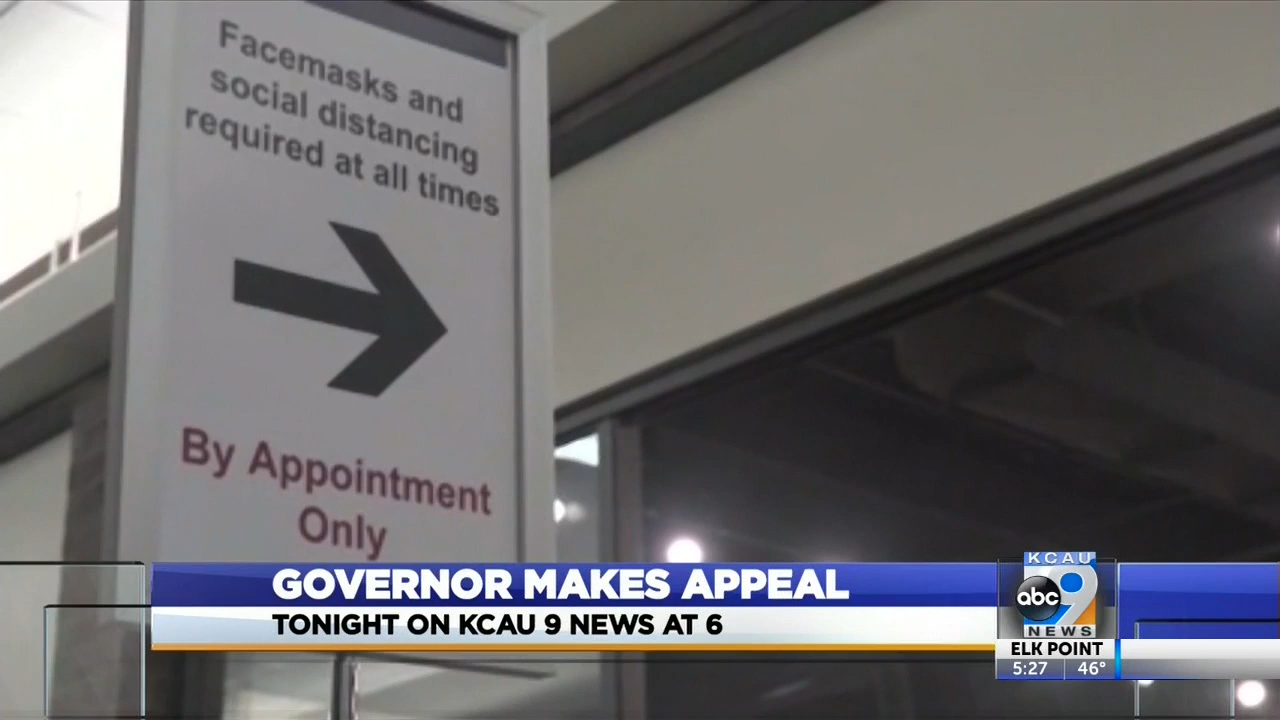 Facemasks and
social distancing
required at all times
By Appointment
Only
GOVERNOR MAKES APPEAL
TONIGHT ON KCAU 9 NEWS AT 6
KCAU
abc 9
NEWS
ELK POINT
5:27 46°